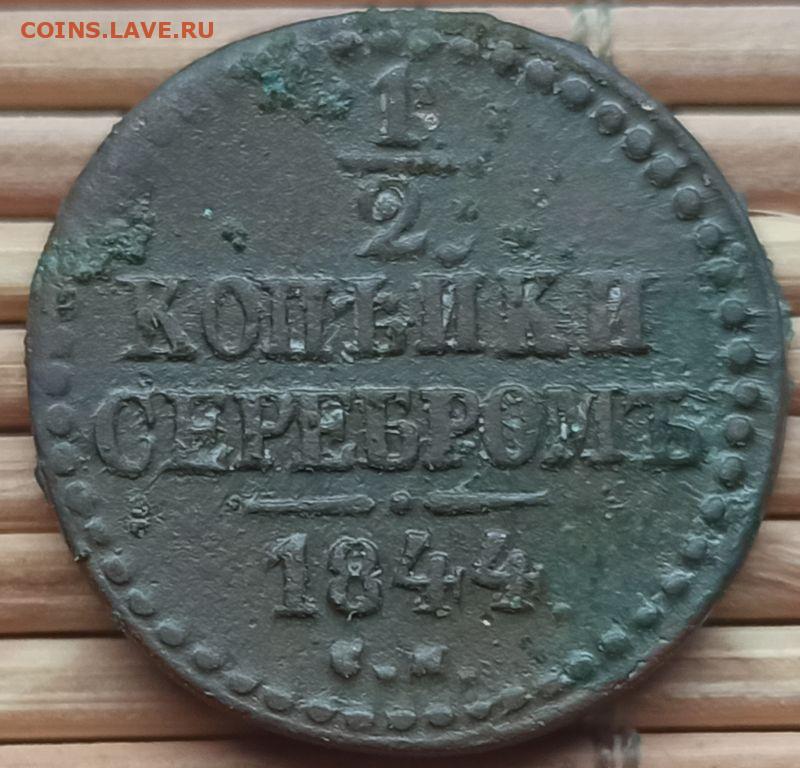 COINS.LAVE.RU
1/2
КОПѢЙКИ
СЕРЕБРОМЪ
1844
С.М.